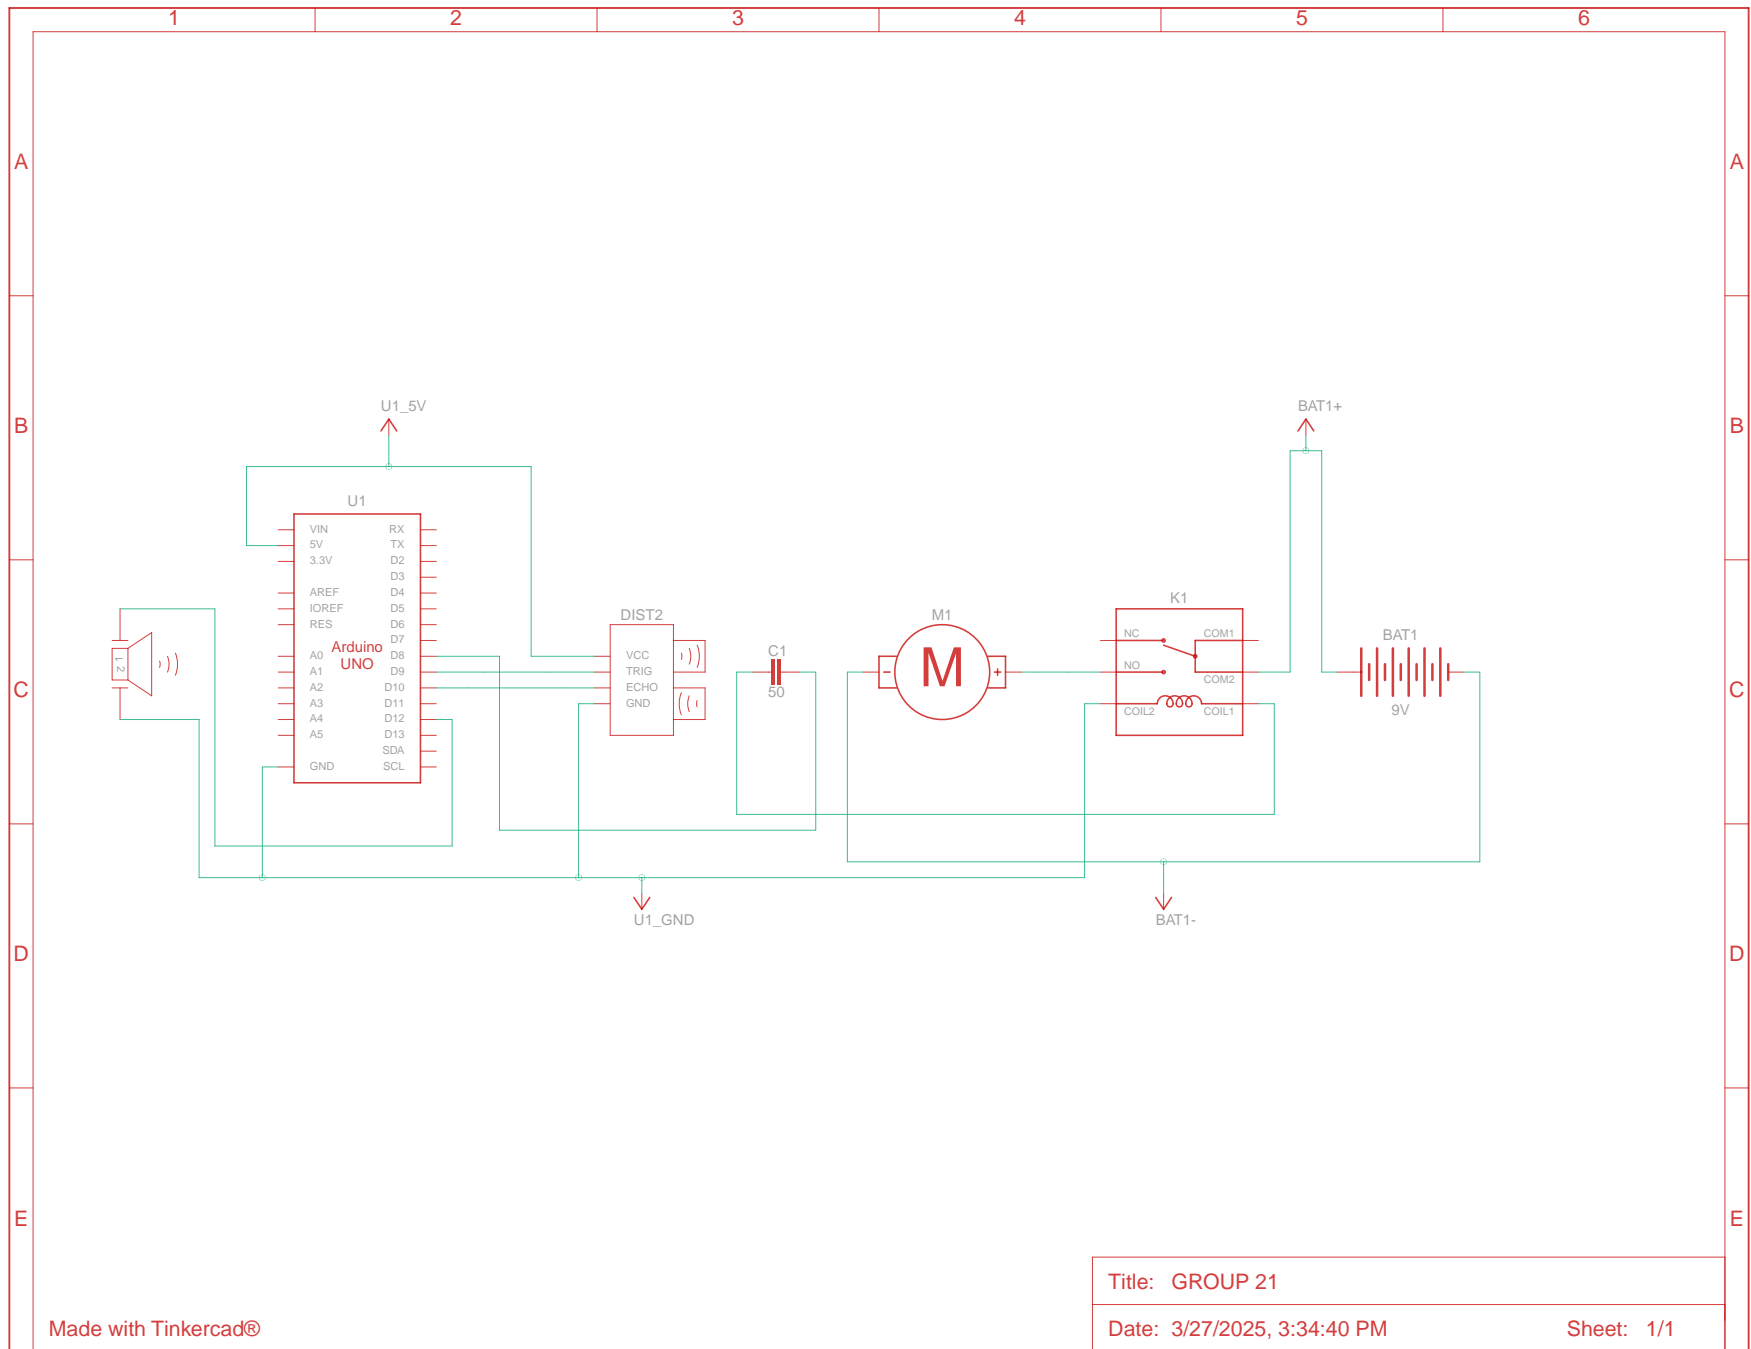 1 2 3 4 5 6
A A
U1_5V BAT1+
B B
U1
VIN RX
5V TX
3.3V D2
D3
AREF D4
IOREF D5
RES D6
D7
Arduino
UNO
A0 D8
A1 D9
A2 D10
A3 D11
A4 D12
A5 D13
SDA
GND SCL
1 2
DIST2
VCC
TRIG
ECHO
GND
C1
50
M1
- M +
K1
NC COM1
NO COM2
COIL2 COIL1
BAT1
9V
C C
U1_GND BAT1-
D D
E E
Title: GROUP 21
Made with Tinkercad®
Date: 3/27/2025, 3:34:40 PM Sheet: 1/1